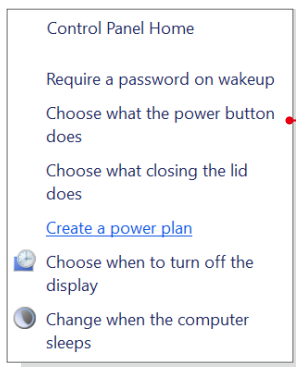 Control Panel Home
Require a password on wakeup
Choose what the power button
does
Choose what closing the lid
does
Create a power plan
Choose when to turn off the
display
Change when the computer
sleeps